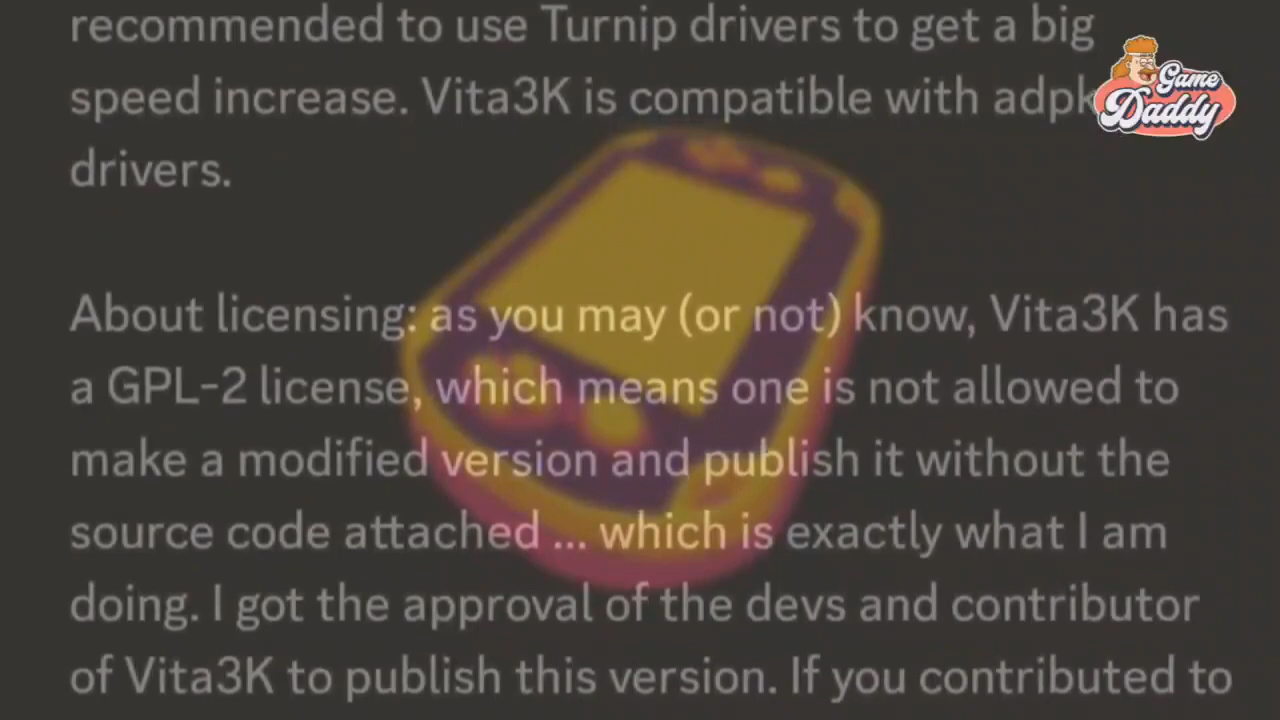 recommended to use Turnip drivers to get a big
speed increase. Vita3K is compatible with adpk
drivers.
About licensing: as you may (or not) know, Vita3K has
a GPL-2 license, which means one is not allowed to
make a modified version and publish it without the
source code attached ... which is exactly what I am
doing. I got the approval of the devs and contributor
of Vita3K to publish this version. If you contributed to
Game
Daddy